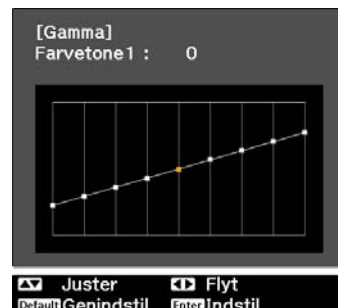 [Gamma]
Farvetone1 : 0
Juster Flyt
Default Genindstil Enter Indstil